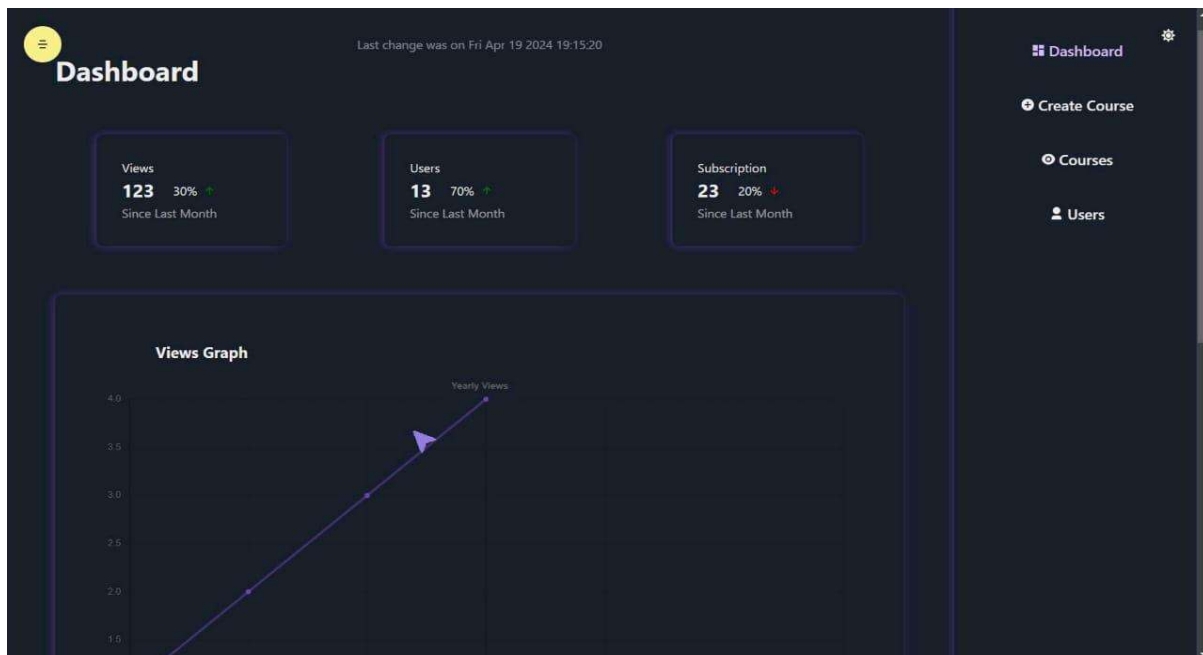 Last change was on Fri Apr 19 2024 19:15:20
Dashboard
Views
123 30%
Since Last Month
Users
13 70%
Since Last Month
Subscription
23 20%
Since Last Month
Views Graph
Yearly Views
4.0
3.5
3.0
2.5
2.0
1.5
Dashboard
Create Course
Courses
Users